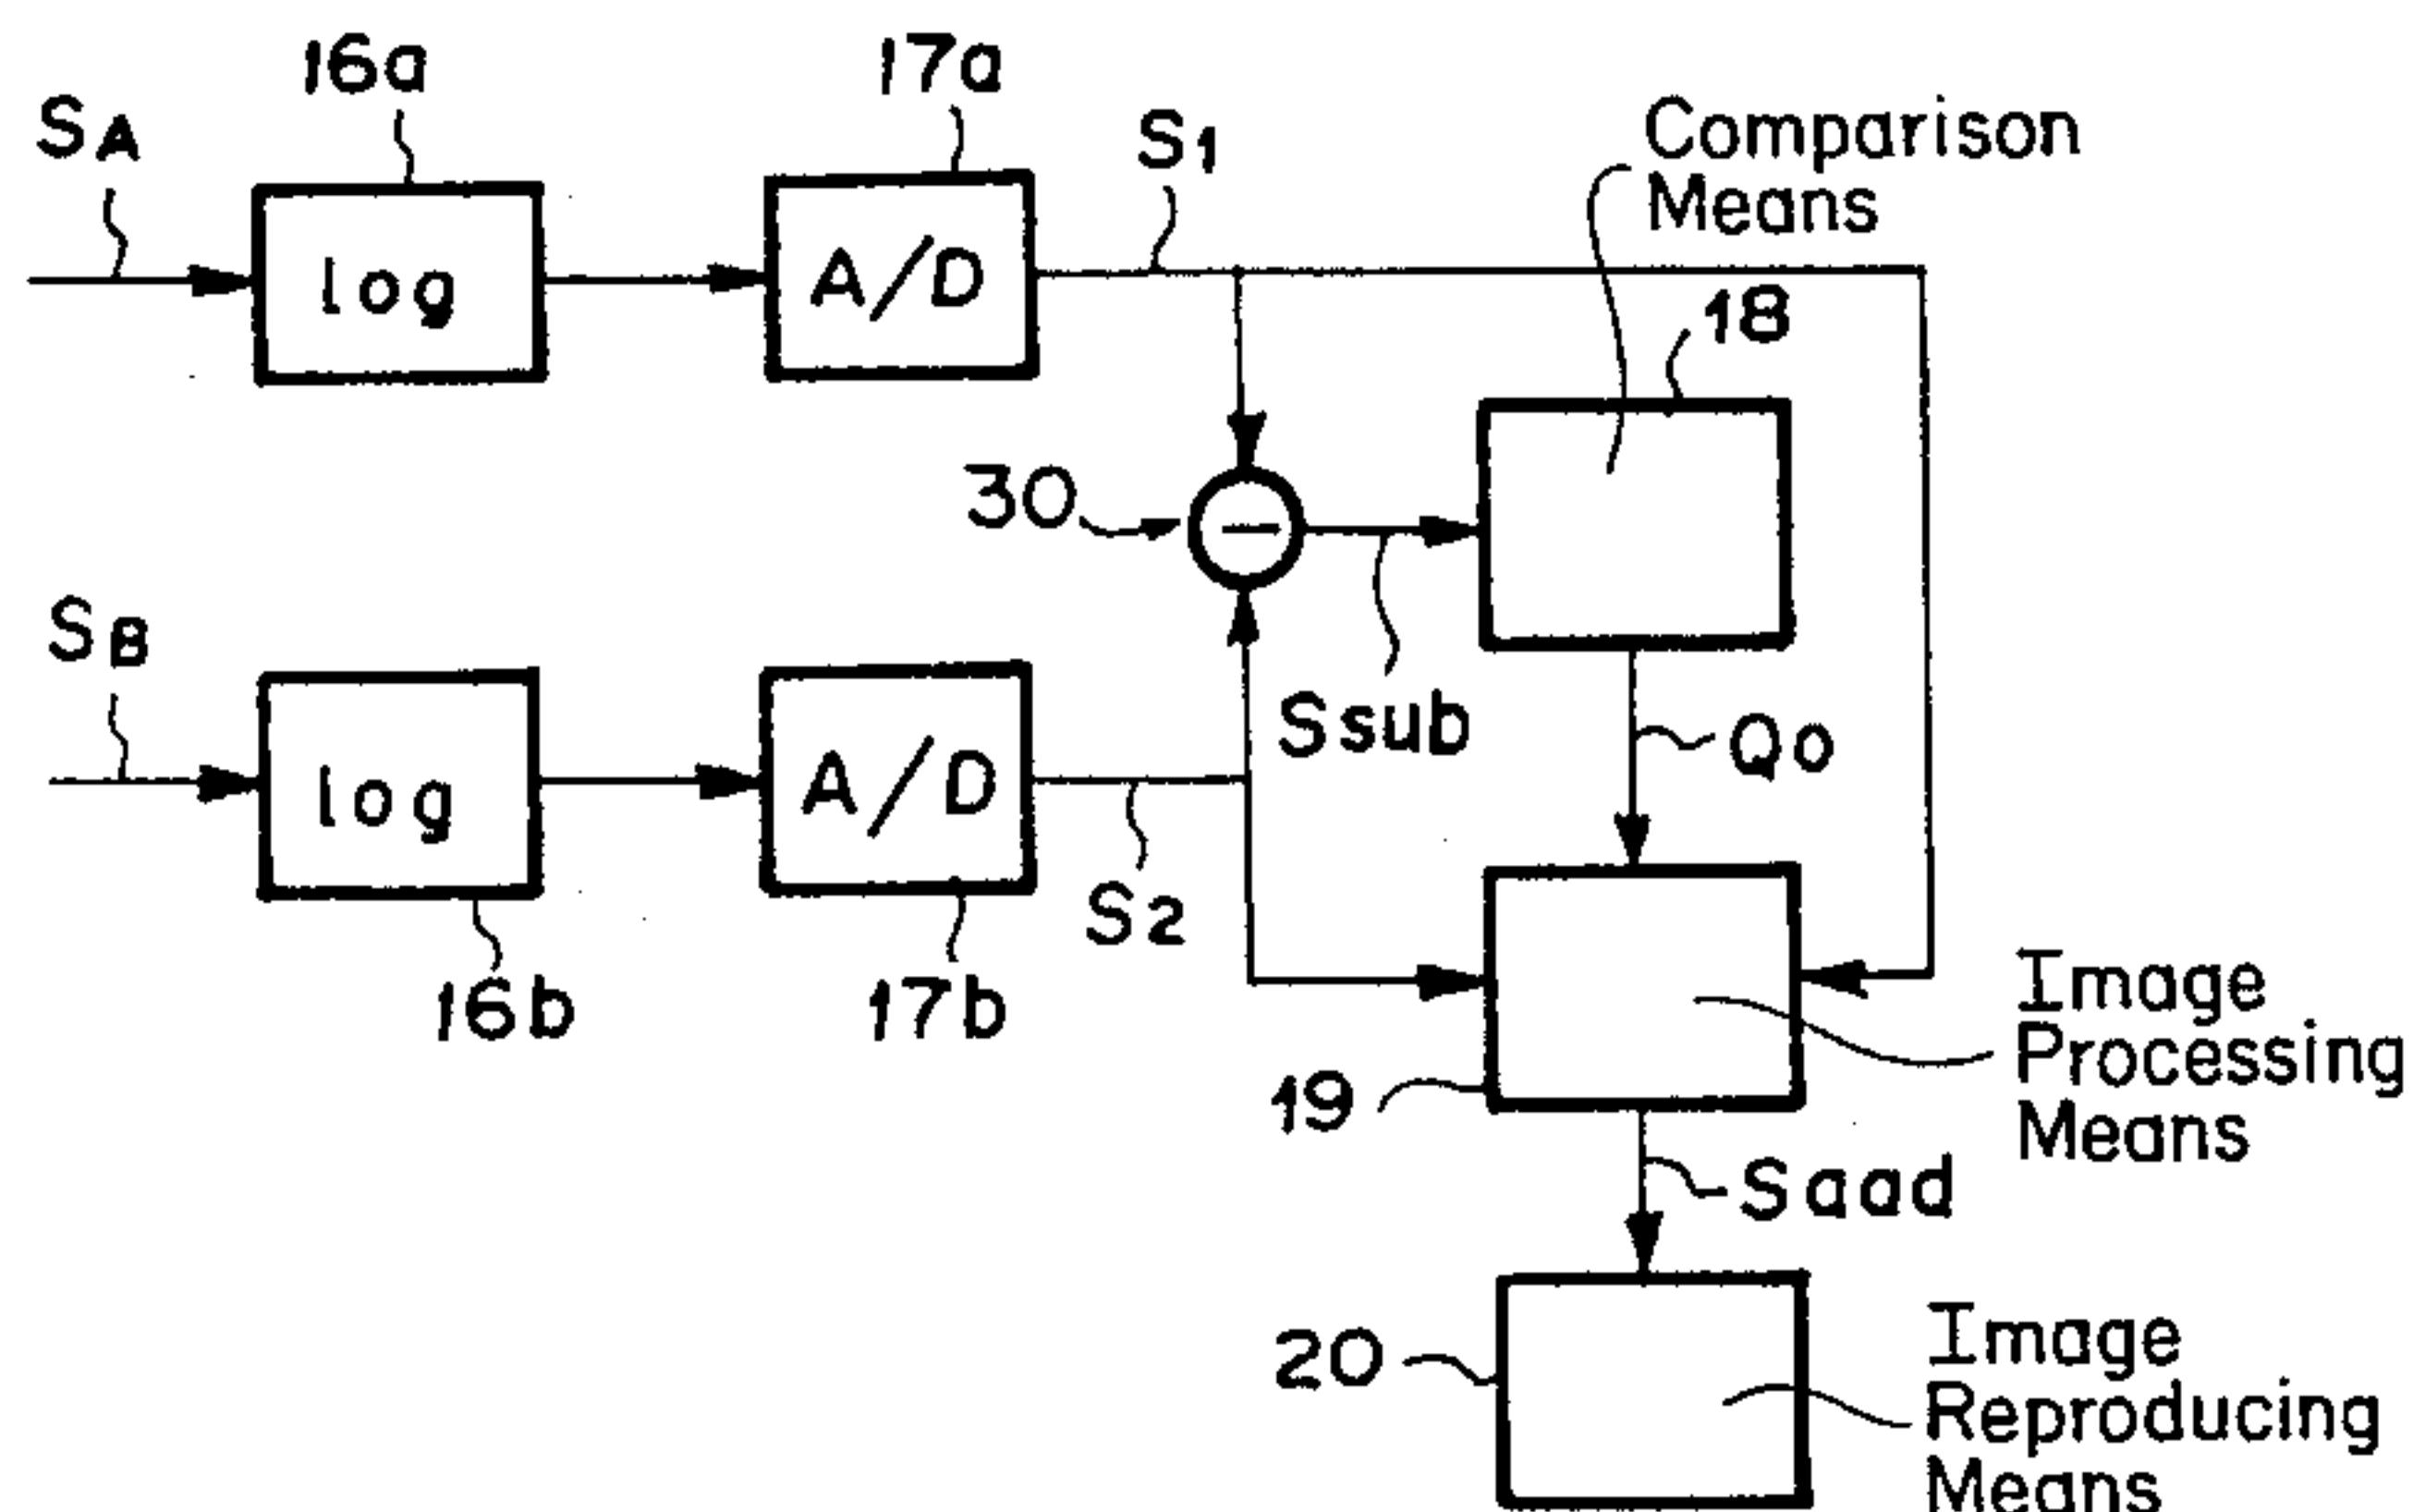 16a
17a
SA
S1
Comparison
Means
log
A/D
18
30
SB
Ssub
Qo
log
A/D
S2
16b
17b
Image
Processing
Means
19
Saad
20
Image
Reproducing
Means